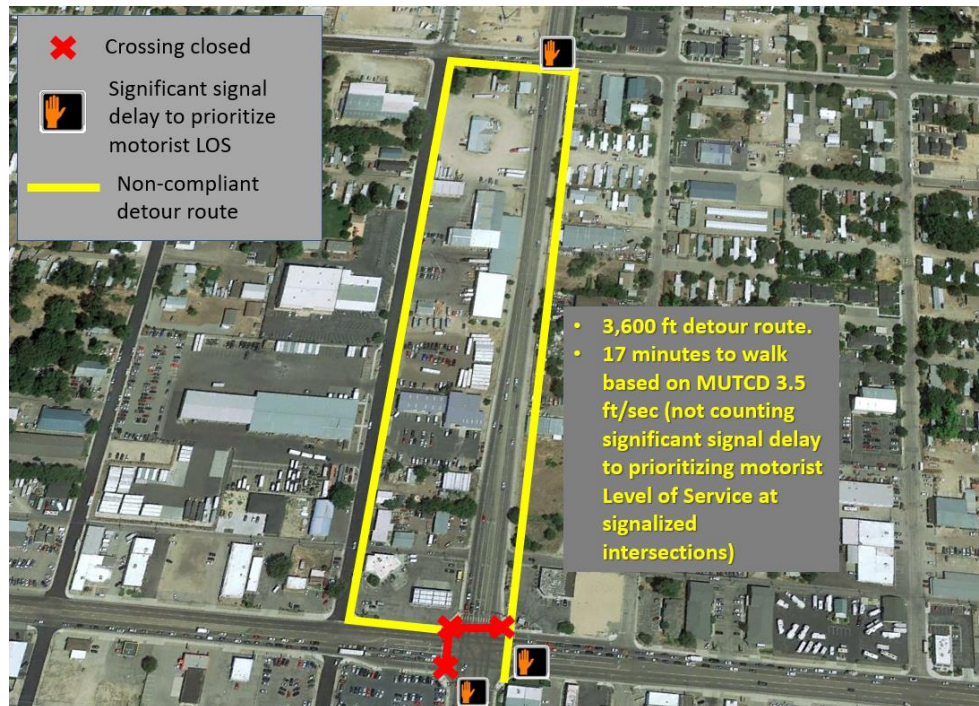 Crossing closed
Significant signal
delay to prioritize
motorist LOS
Non-compliant
detour route
• 3,600 ft detour route.
• 17 minutes to walk
based on MUTCD 3.5
ft/sec (not counting
significant signal delay
to prioritizing motorist
Level of Service at
signalized
intersections)